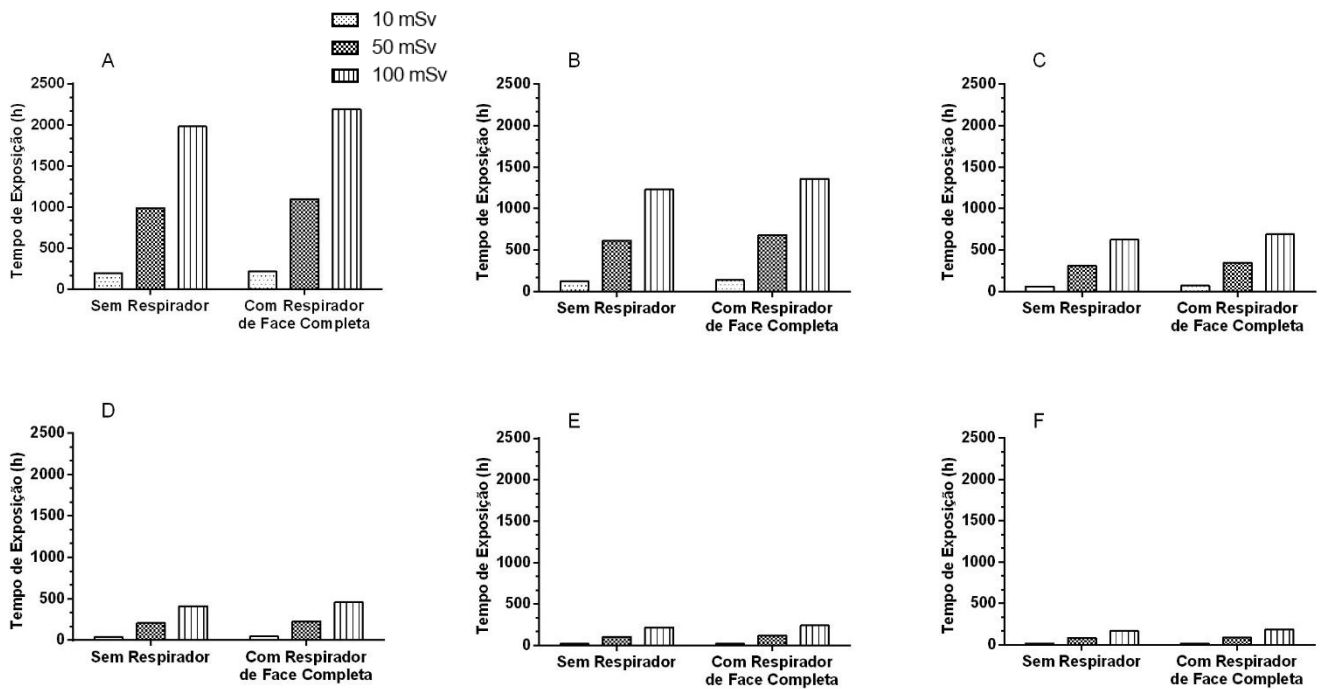 10 mSv
50 mSv
100 mSv
A
Tempo de Exposição (h)
2500
2000
1500
1000
500
0
Sem Respirador
Com Respirador
de Face Completa
B
Tempo de Exposição (h)
2500
2000
1500
1000
500
0
Sem Respirador
Com Respirador
de Face Completa
C
Tempo de Exposição (h)
2500
2000
1500
1000
500
0
Sem Respirador
Com Respirador
de Face Completa
D
Tempo de Exposição (h)
2500
2000
1500
1000
500
0
Sem Respirador
Com Respirador
de Face Completa
E
Tempo de Exposição (h)
2500
2000
1500
1000
500
0
Sem Respirador
Com Respirador
de Face Completa
F
Tempo de Exposição (h)
2500
2000
1500
1000
500
0
Sem Respirador
Com Respirador
de Face Completa